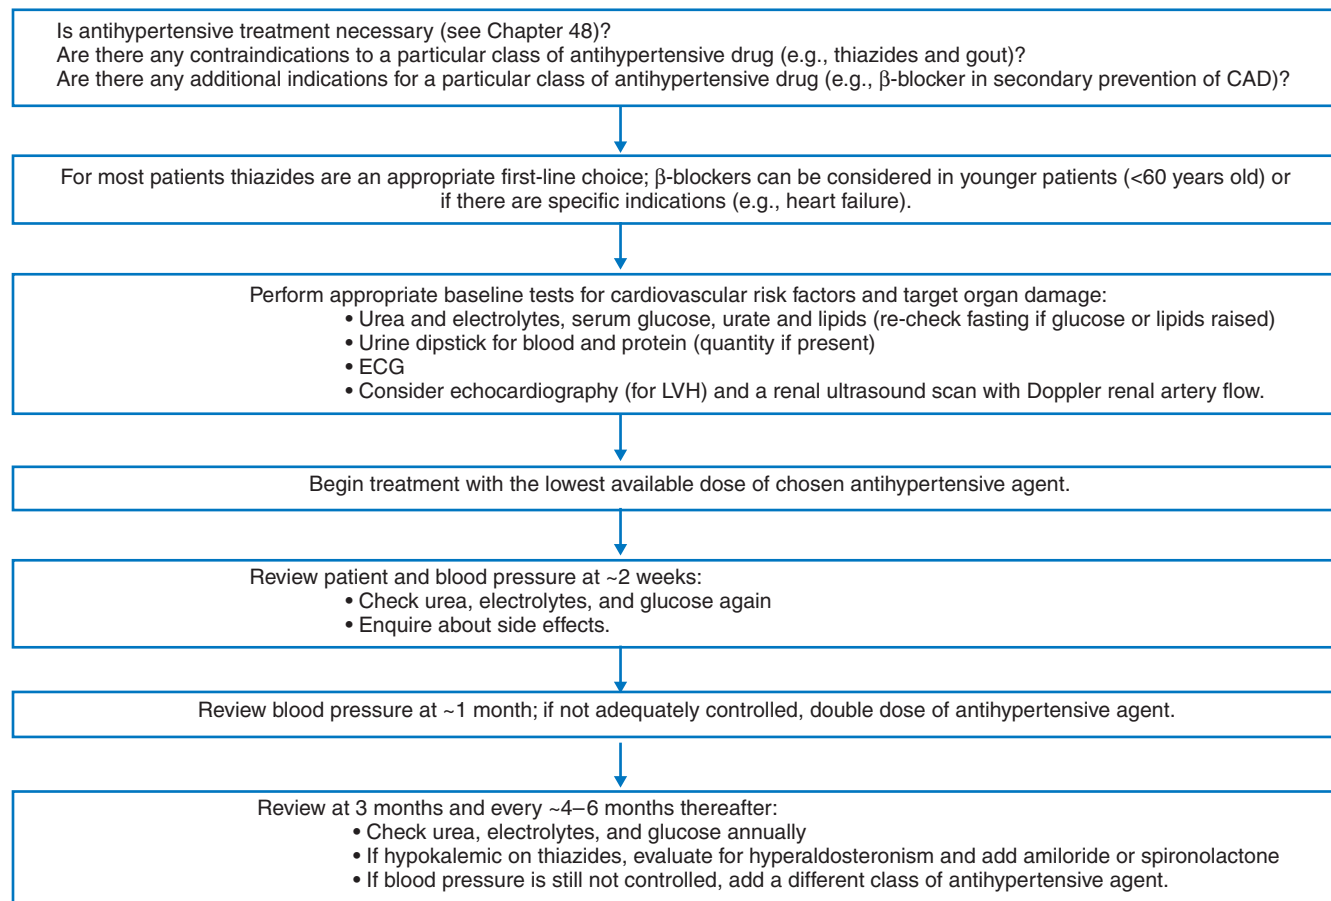 Is antihypertensive treatment necessary (see Chapter 48)?
Are there any contraindications to a particular class of antihypertensive drug (e.g., thiazides and gout)?
Are there any additional indications for a particular class of antihypertensive drug (e.g., β-blocker in secondary prevention of CAD)?
For most patients thiazides are an appropriate first-line choice; β-blockers can be considered in younger patients (<60 years old) or
if there are specific indications (e.g., heart failure).
Perform appropriate baseline tests for cardiovascular risk factors and target organ damage:
• Urea and electrolytes, serum glucose, urate and lipids (re-check fasting if glucose or lipids raised)
• Urine dipstick for blood and protein (quantity if present)
• ECG
• Consider echocardiography (for LVH) and a renal ultrasound scan with Doppler renal artery flow.
Begin treatment with the lowest available dose of chosen antihypertensive agent.
Review patient and blood pressure at ~2 weeks:
• Check urea, electrolytes, and glucose again
• Enquire about side effects.
Review blood pressure at ~1 month; if not adequately controlled, double dose of antihypertensive agent.
Review at 3 months and every ~4–6 months thereafter:
• Check urea, electrolytes, and glucose annually
• If hypokalemic on thiazides, evaluate for hyperaldosteronism and add amiloride or spironolactone
• If blood pressure is still not controlled, add a different class of antihypertensive agent.